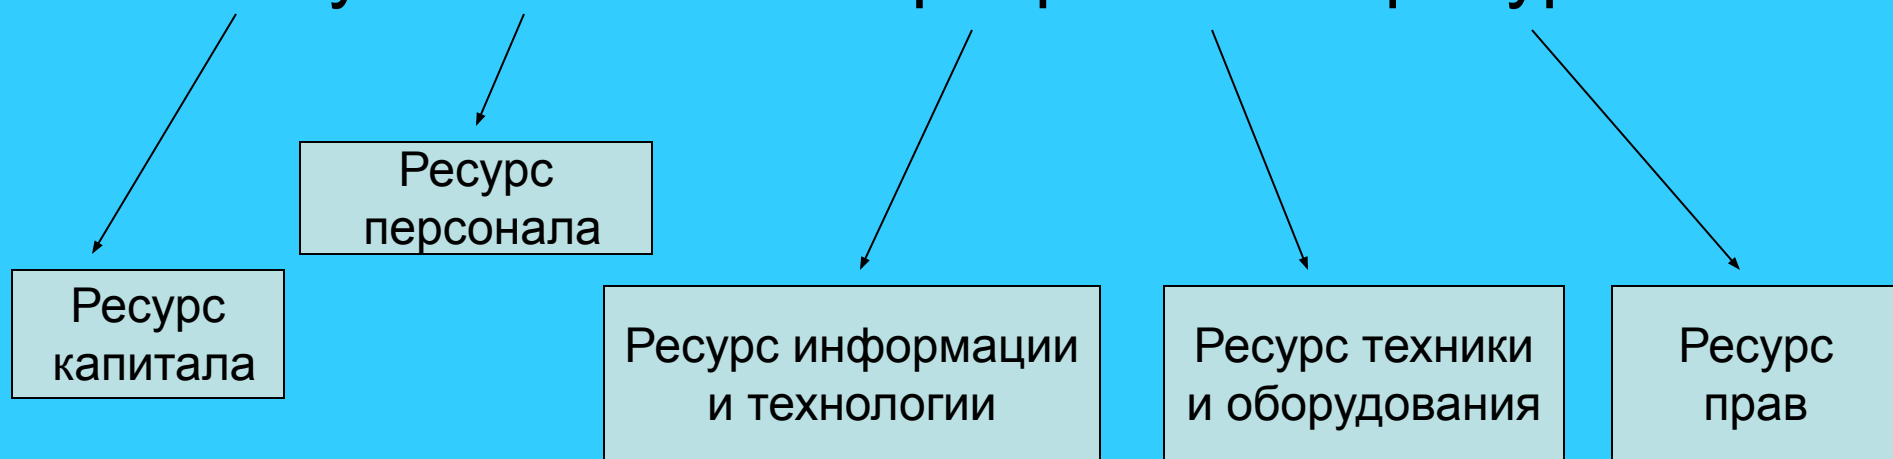 Ресурс
персонала
Ресурс
капитала
Ресурс информации
и технологии
Ресурс техники
и оборудования
Ресурс
прав